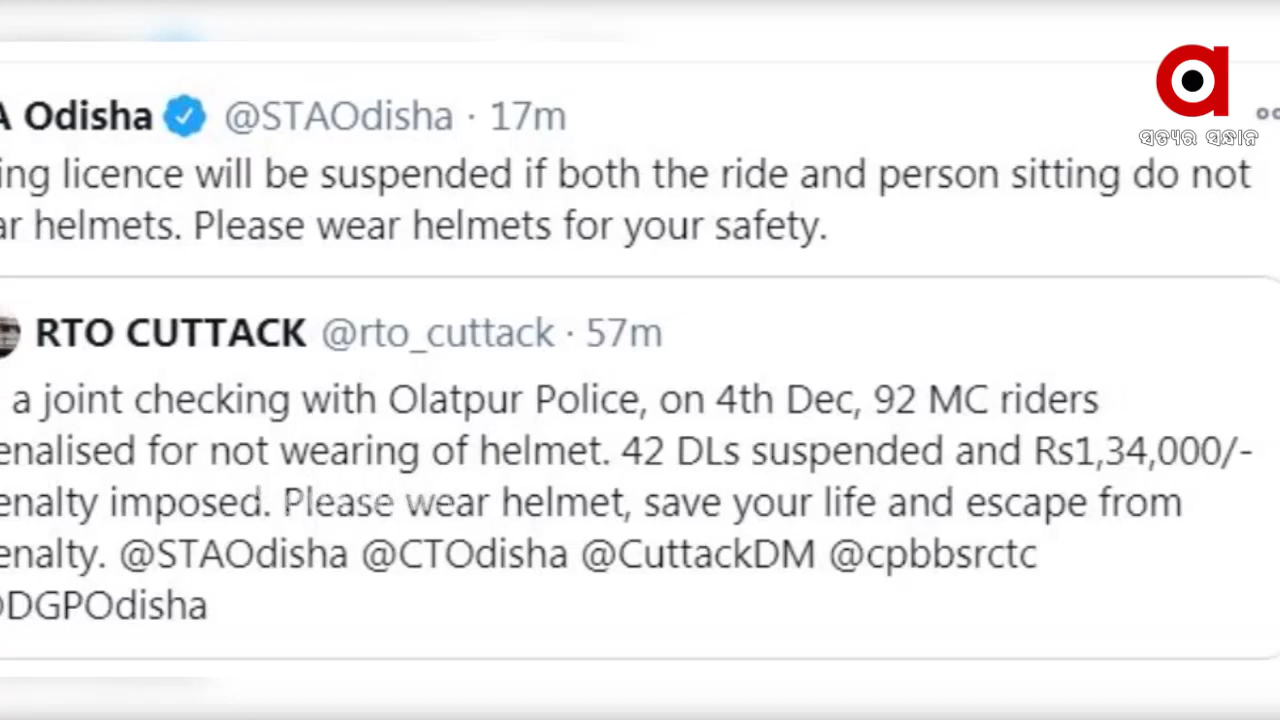 A Odisha @STAOdisha · 17m
ସତ୍ୟର ସନ୍ଧାନ
ing licence will be suspended if both the ride and person sitting do not
ar helmets. Please wear helmets for your safety.
RTO CUTTACK @rto_cuttack · 57m
a joint checking with Olatpur Police, on 4th Dec, 92 MC riders
enalised for not wearing of helmet. 42 DLs suspended and Rs1,34,000/-
enalty imposed. Please wear helmet, save your life and escape from
enalty. @STAOdisha @CTOdisha @CuttackDM @cpbbsrctc
DGPOdisha